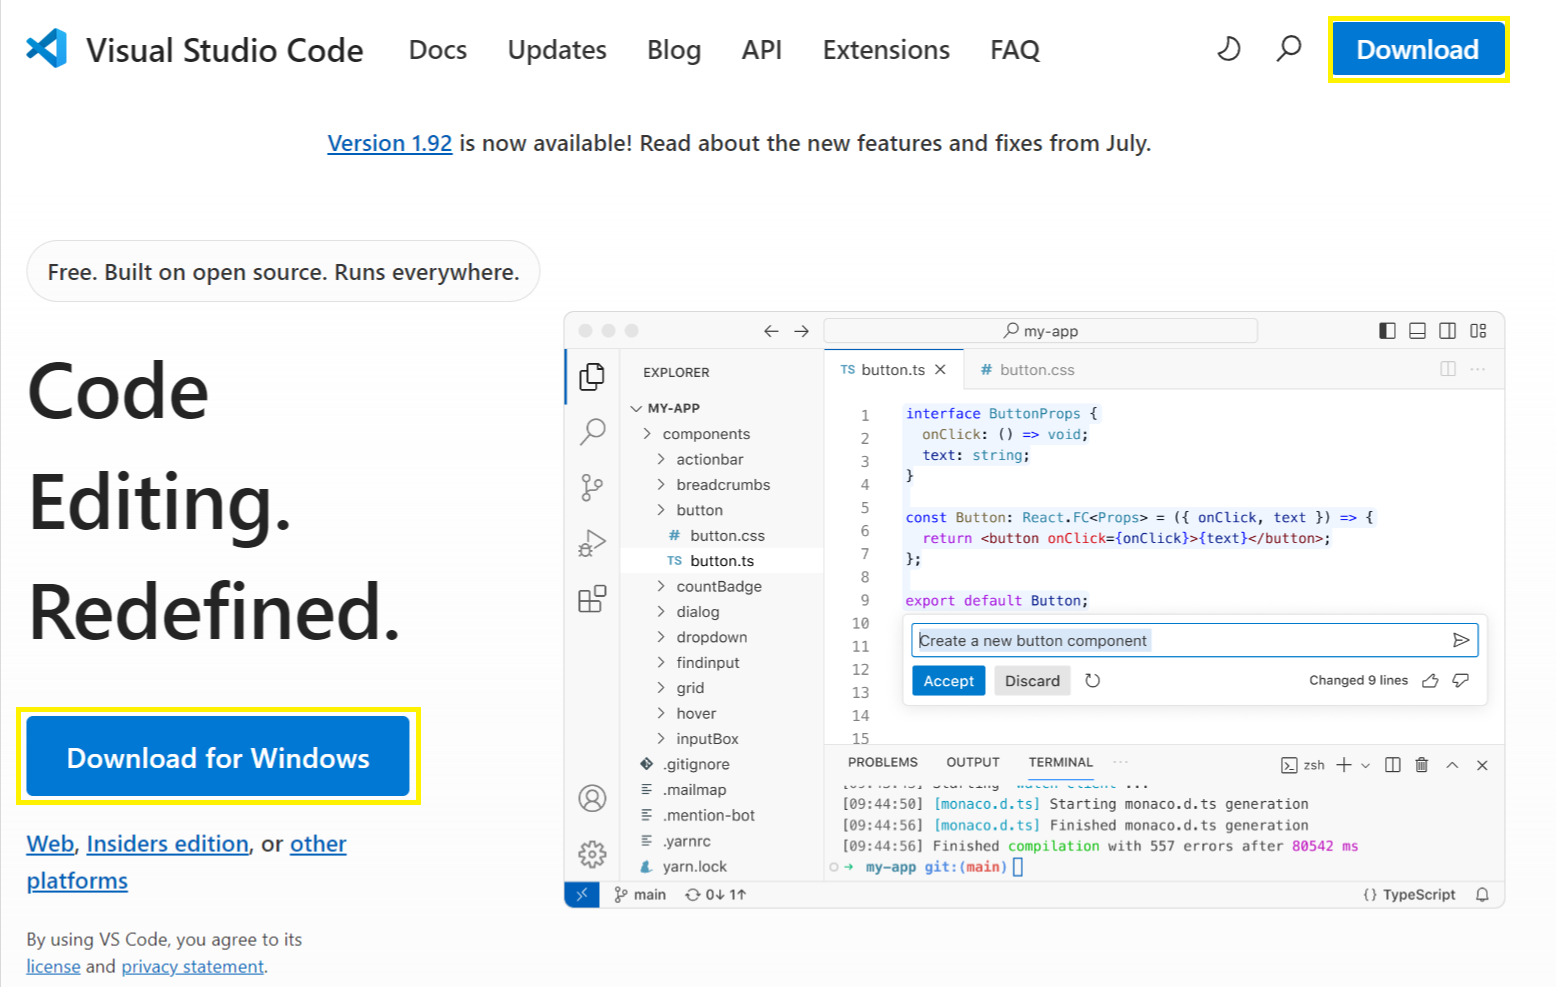 Visual Studio Code Docs Updates Blog API Extensions FAQ Download
Version 1.92 is now available! Read about the new features and fixes from July.
Free. Built on open source. Runs everywhere.
Code
Editing.
Redefined.
Download for Windows
Web, Insiders edition, or other
platforms
By using VS Code, you agree to its
license and privacy statement.
my-app
EXPLORER
MY-APP
components
actionbar
breadcrumbs
button
# button.css
TS button.ts
countBadge
dialog
dropdown
findinput
grid
hover
inputBox
.gitignore
.mailmap
.mention-bot
.yarnrc
yarn.lock
TS button.ts # button.css
1 interface ButtonProps {
2 onClick: () => void;
3 text: string;
4 }
5
6 const Button: React.FC<Props> = ({ onClick, text }) => {
7 return <button onClick={onClick}>{text}</button>;
8 };
9
10 export default Button;
11
12
13
14
15
Create a new button component
Accept Discard Changed 9 lines
PROBLEMS OUTPUT TERMINAL ··· zsh
[09:44:50] [monaco.d.ts] Starting monaco.d.ts generation
[09:44:56] [monaco.d.ts] Finished monaco.d.ts generation
[09:44:56] Finished compilation with 557 errors after 80542 ms
my-app git:(main)
main 0↓ 1↑ {} TypeScript